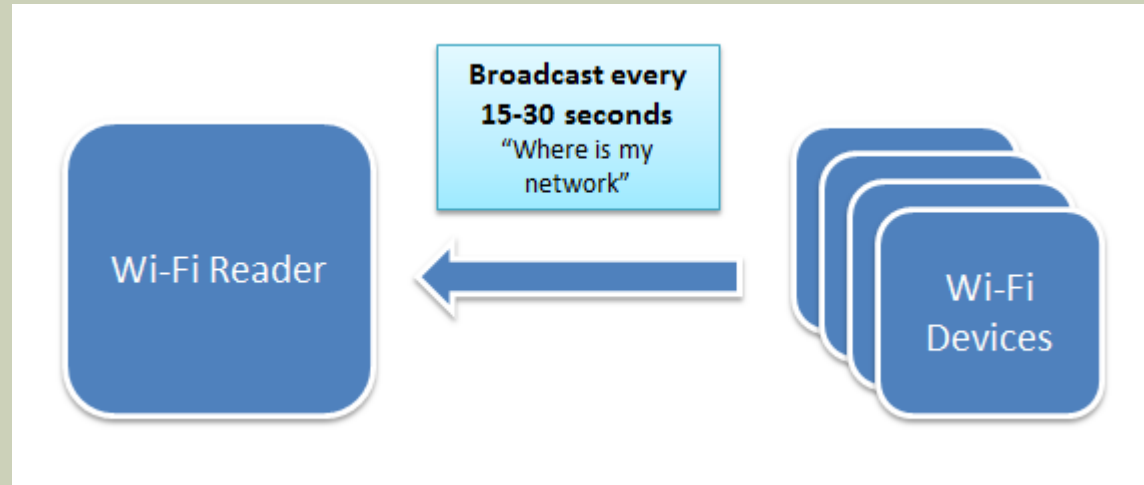 Broadcast every
15-30 seconds
“Where is my
network”
Wi-Fi Reader
Wi-Fi
Devices